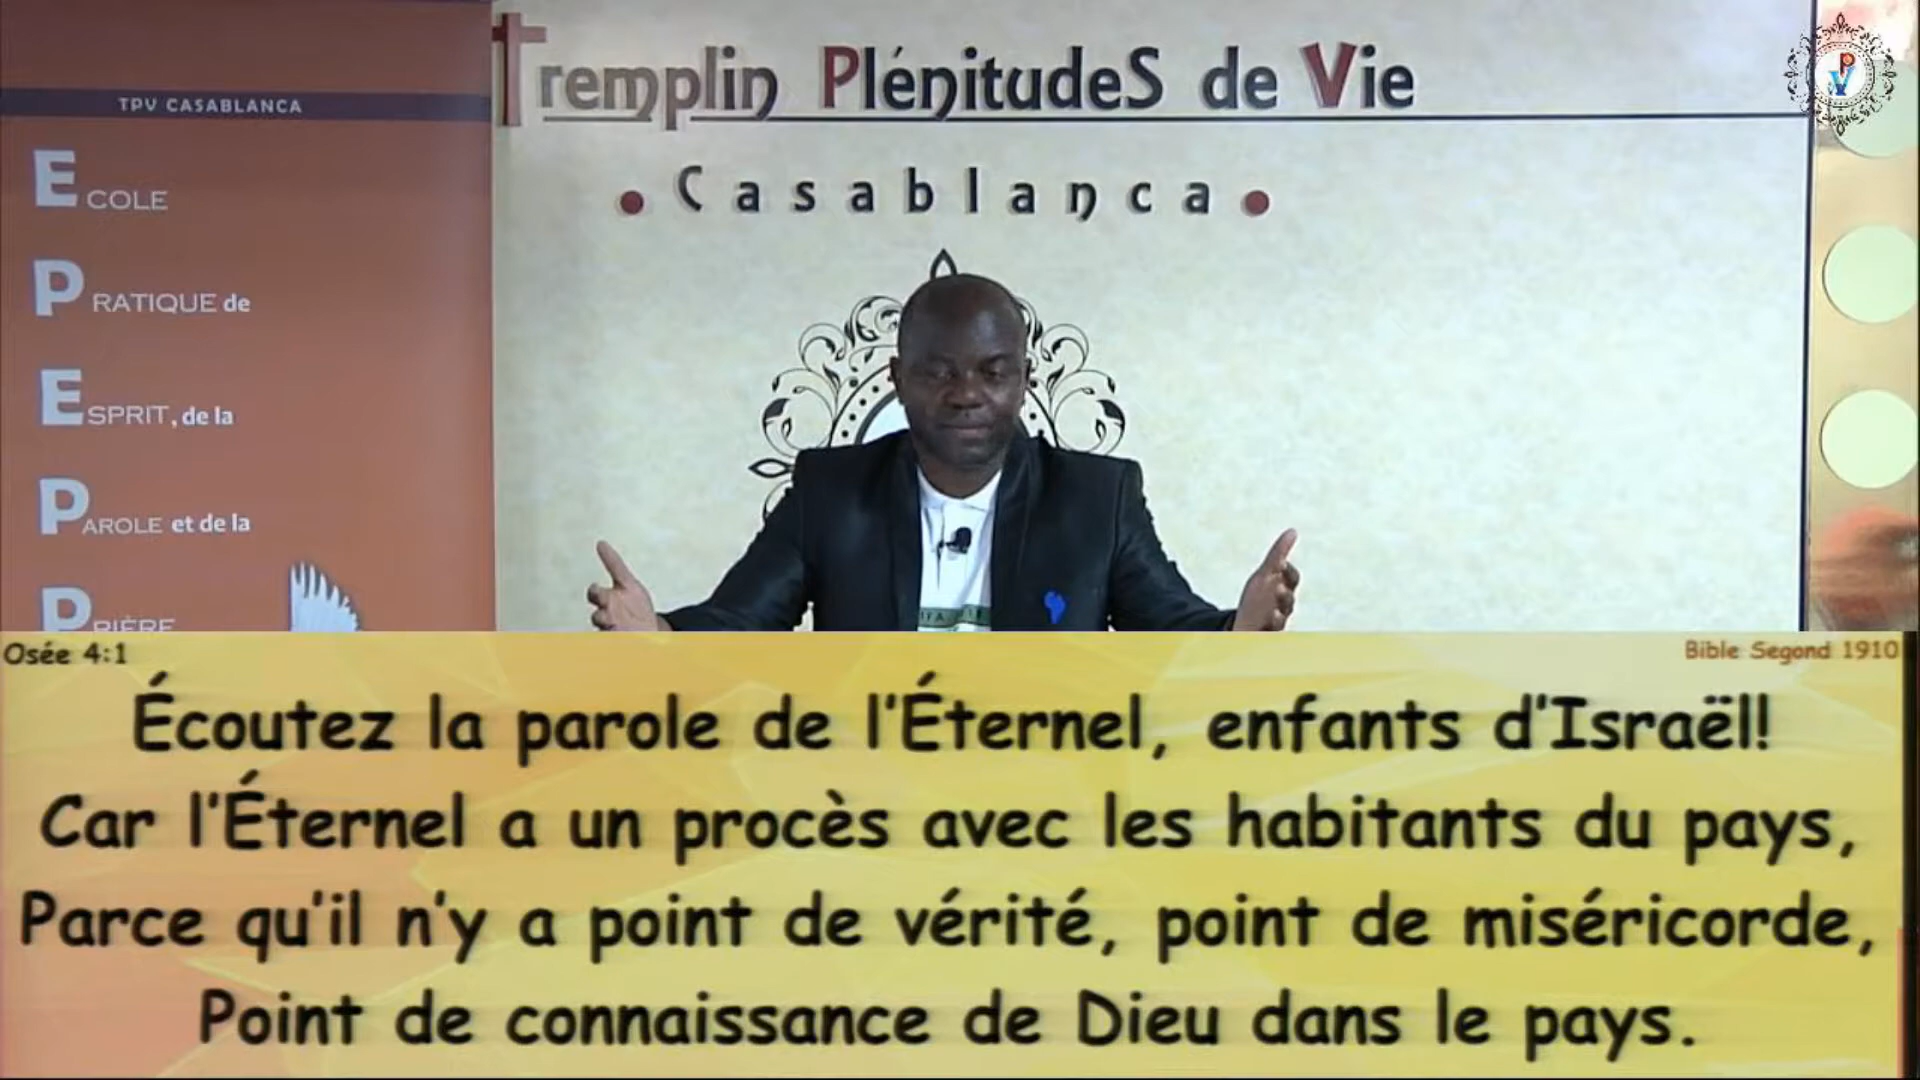 Tremplin PlénitudeS de Vie
• Casablanca •
TPV CASABLANCA
ECOLE
PRATIQUE de
ESPRIT, de la
PAROLE et de la
PRIÈRE
PV
Osée 4:1
Bible Segond 1910
Écoutez la parole de l'Éternel, enfants d'Israël!
Car l'Éternel a un procès avec les habitants du pays,
Parce qu'il n'y a point de vérité, point de miséricorde,
Point de connaissance de Dieu dans le pays.